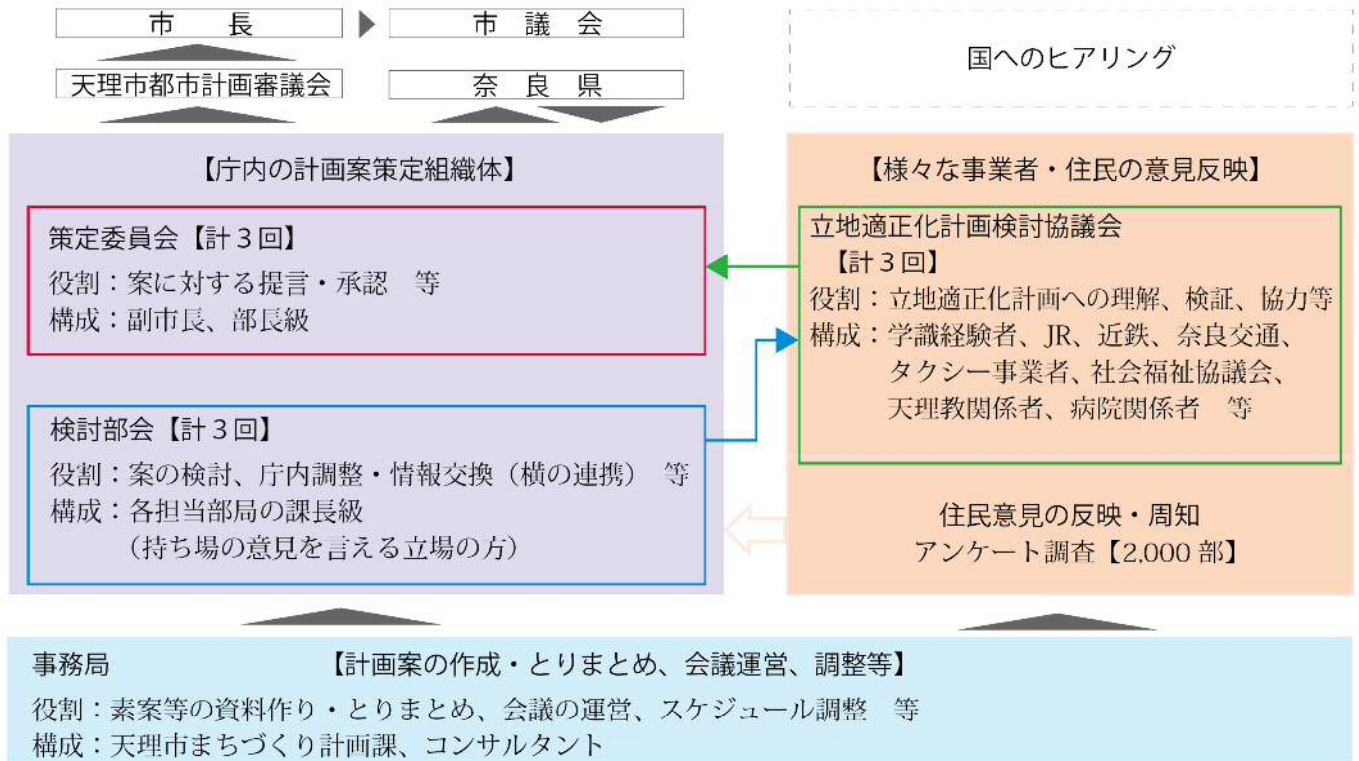 市　長
市　議　会
天理市都市計画審議会
奈　良　県
国へのヒアリング
【庁内の計画案策定組織体】
策定委員会【計３回】
役割：案に対する提言・承認　等
構成：副市長、部長級
検討部会【計３回】
役割：案の検討、庁内調整・情報交換（横の連携）　等
構成：各担当部局の課長級
（持ち場の意見を言える立場の方）
【様々な事業者・住民の意見反映】
立地適正化計画検討協議会
【計３回】
役割：立地適正化計画への理解、検証、協力等
構成：学識経験者、JR、近鉄、奈良交通、
タクシー事業者、社会福祉協議会、
天理教関係者、病院関係者　等
住民意見の反映・周知
アンケート調査【2,000 部】
事務局　【計画案の作成・とりまとめ、会議運営、調整等】
役割：素案等の資料作り・とりまとめ、会議の運営、スケジュール調整　等
構成：天理市まちづくり計画課、コンサルタント